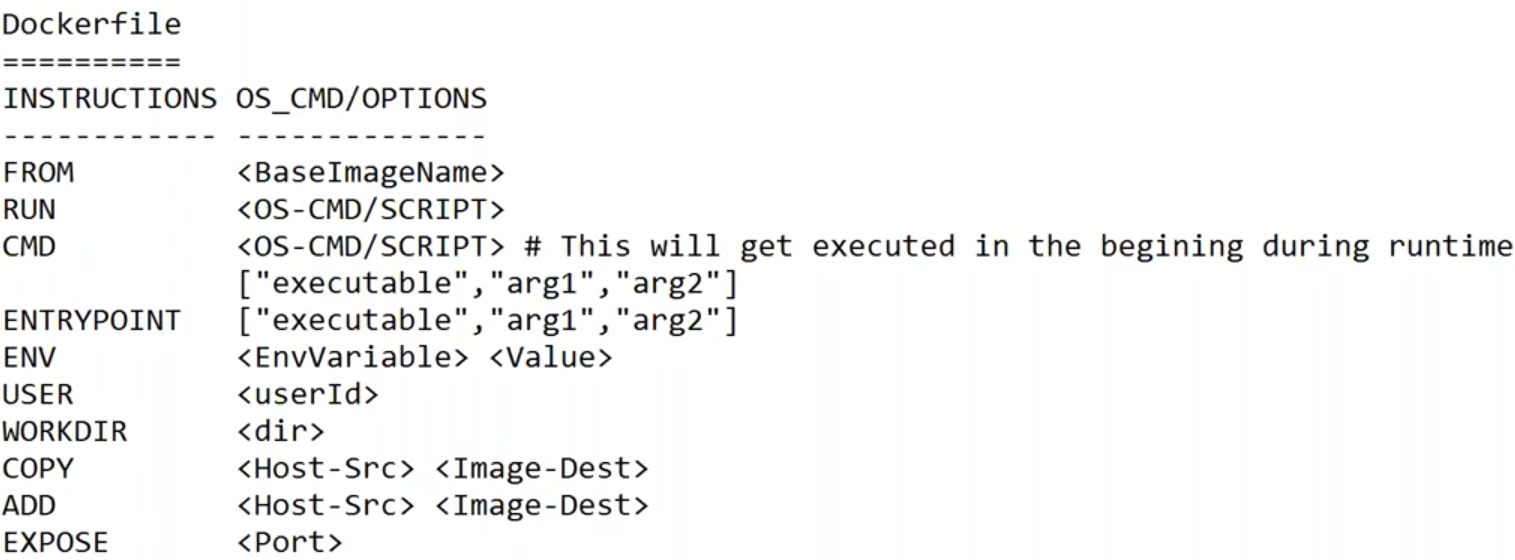 Dockerfile
==========
INSTRUCTIONS OS_CMD/OPTIONS
------------ --------------
FROM         <BaseImageName>
RUN          <OS-CMD/SCRIPT>
CMD          <OS-CMD/SCRIPT> # This will get executed in the begining during runtime
             ["executable","arg1","arg2"]
ENTRYPOINT   ["executable","arg1","arg2"]
ENV          <EnvVariable> <Value>
USER         <userId>
WORKDIR      <dir>
COPY         <Host-Src> <Image-Dest>
ADD          <Host-Src> <Image-Dest>
EXPOSE       <Port>